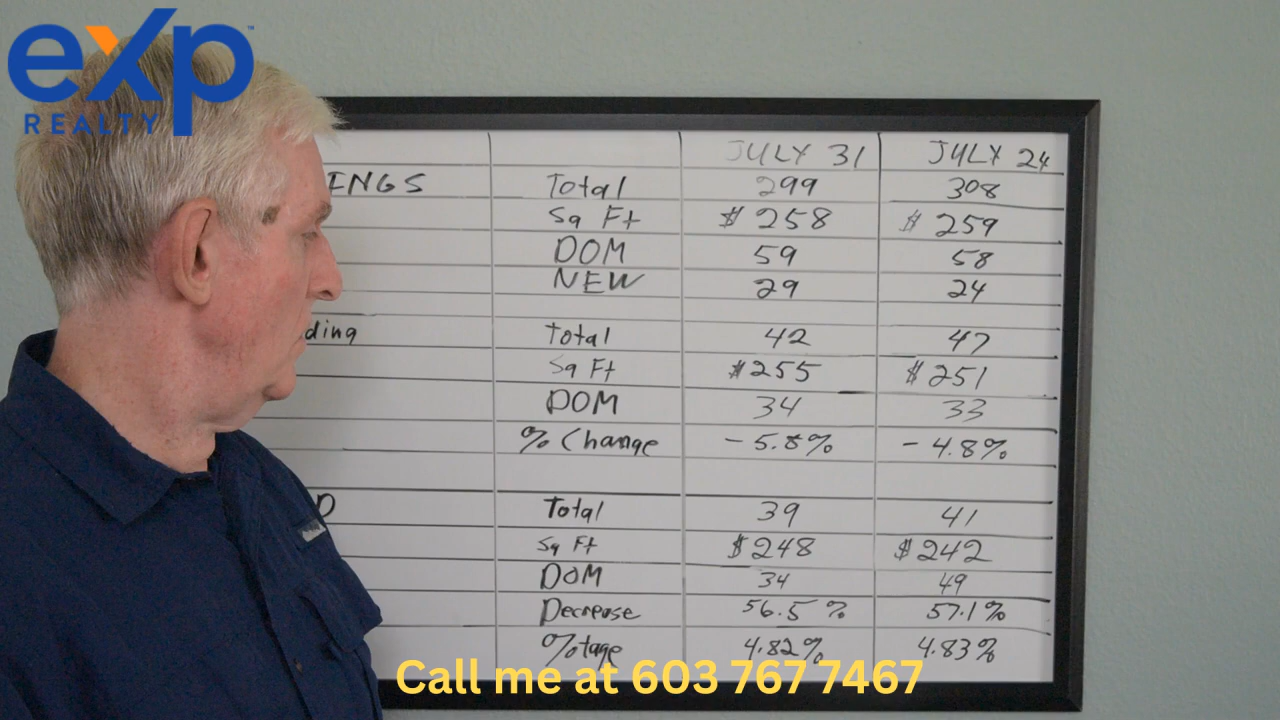 exp
REALTY
JULY 31 JULY 24
INGS Total 299 308
Sq Ft $258 $259
DOM 59 58
NEW 29 24
ding Total 42 47
Sq Ft $255 $251
DOM 34 33
% Change -5.8% -4.8%
D Total 39 41
Sq Ft $248 $242
DOM 34 49
Decrease 56.5% 57.1%
%tage 4.82% 4.83%
Call me at 603 767 7467